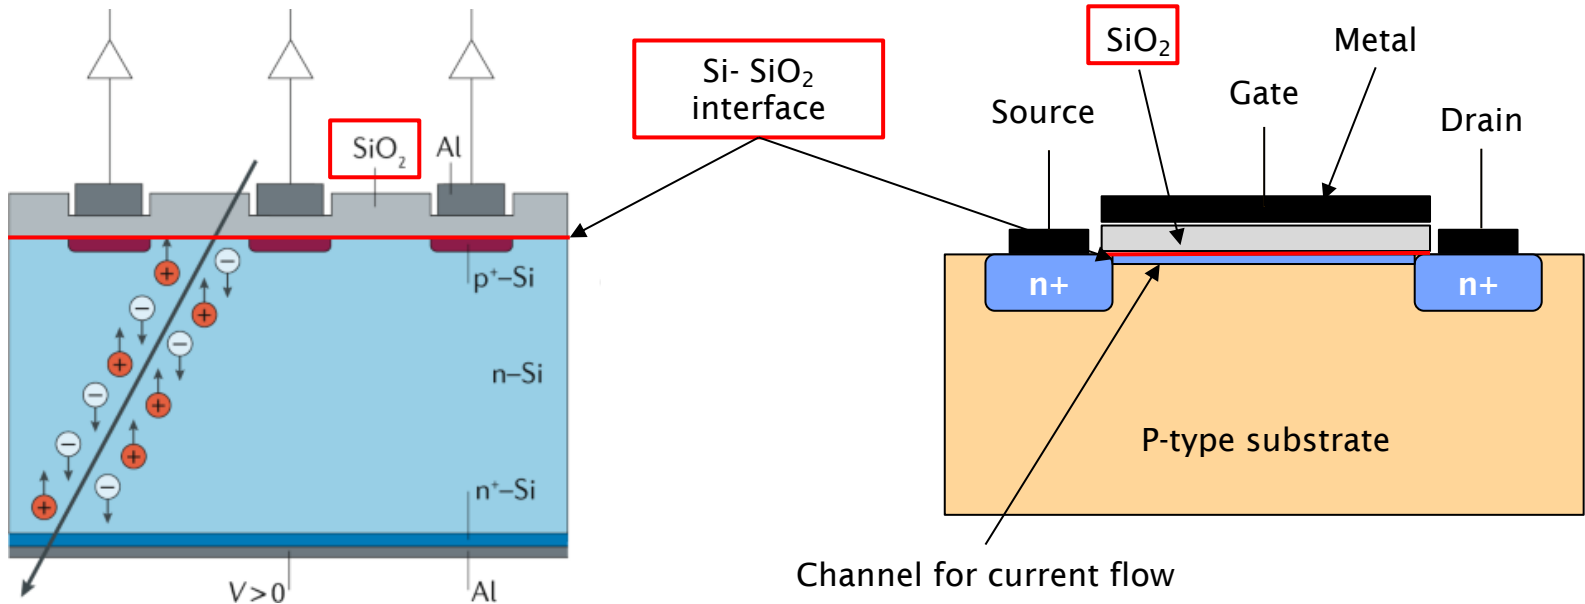 SiO₂
Al
p⁺–Si
n–Si
n⁺–Si
V>0
Al
+
+
+
+
+
+
–
–
–
–
–
–
Si- SiO₂
interface
SiO₂
Metal
Gate
Source
Drain
n+
n+
P-type substrate
Channel for current flow